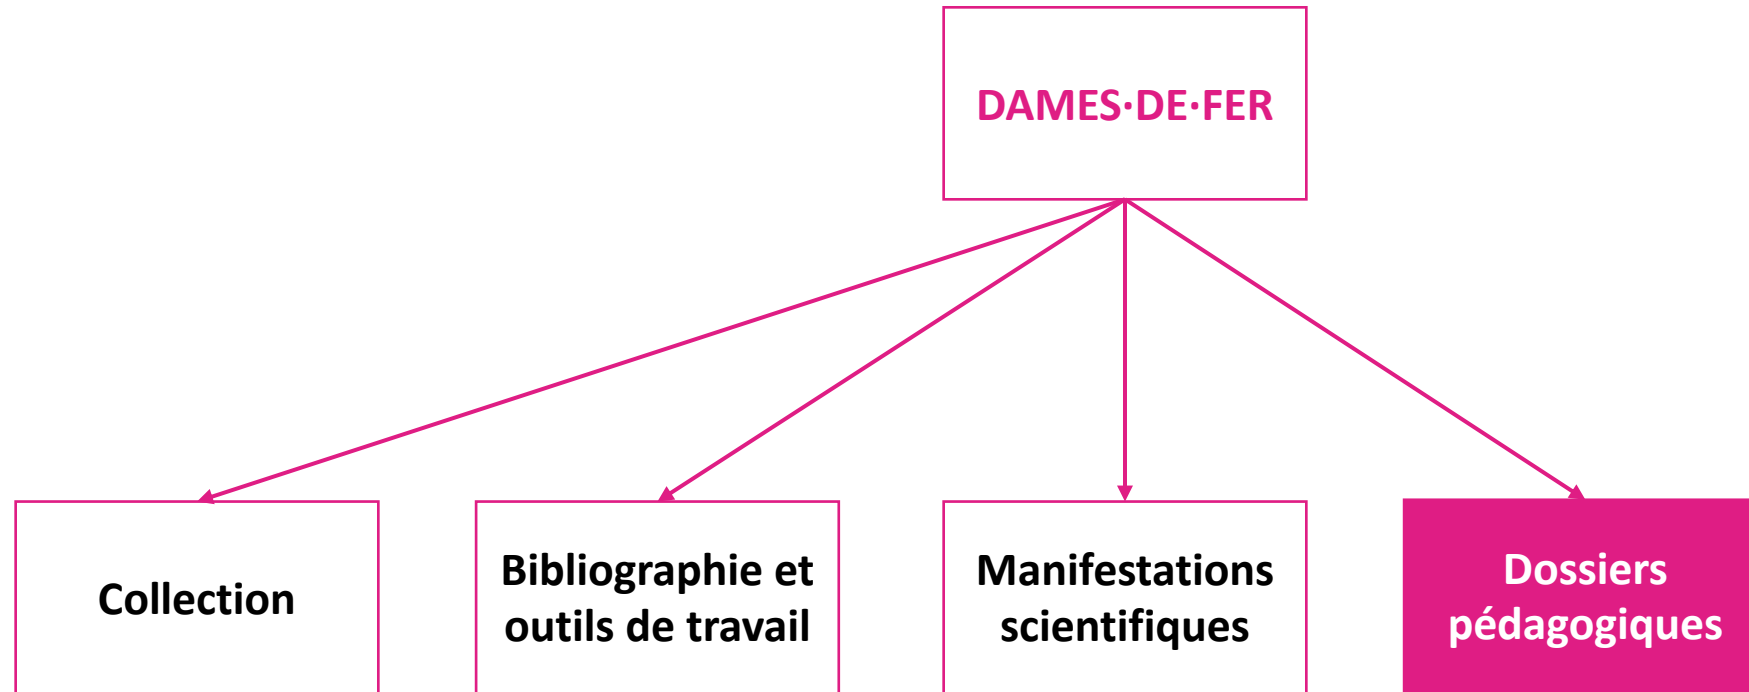 DAMES·DE·FER
Collection
Bibliographie et
outils de travail
Manifestations
scientifiques
Dossiers
pédagogiques